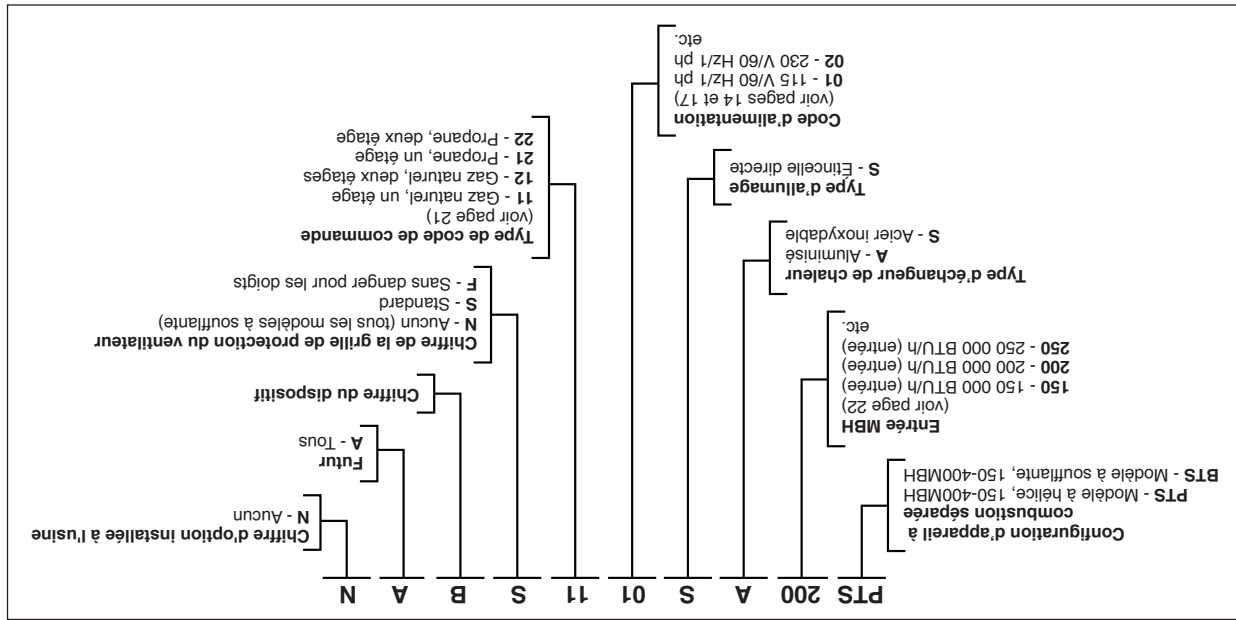 PTS 200 A S 01 11 S B A N
Configuration d'appareil à
combustion séparée
PTS - Modèle à hélice, 150-400MBH
BTS - Modèle à soufflante, 150-400MBH
Entrée MBH
(voir page 22)
150 - 150 000 BTU/h (entrée)
200 - 200 000 BTU/h (entrée)
250 - 250 000 BTU/h (entrée)
etc.
Type d'échangeur de chaleur
A - Aluminisé
S - Acier inoxydable
Type d'allumage
S - Étincelle directe
Code d'alimentation
(voir pages 14 et 17)
01 - 115 V/60 Hz/1 ph
02 - 230 V/60 Hz/1 ph
etc.
Type de code de commande
(voir page 21)
11 - Gaz naturel, un étage
12 - Gaz naturel, deux étages
21 - Propane, un étage
22 - Propane, deux étage
Chiffre de la grille de protection du ventilateur
N - Aucun (tous les modèles à soufflante)
S - Standard
F - Sans danger pour les doigts
Chiffre du dispositif
Futur
A - Tous
Chiffre d'option installée à l'usine
N - Aucun